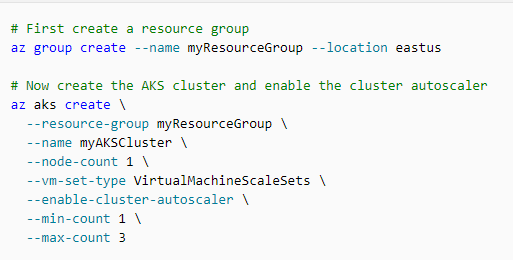 # First create a resource group
az group create --name myResourceGroup --location eastus
# Now create the AKS cluster and enable the cluster autoscaler
az aks create \
--resource-group myResourceGroup \
--name myAKSCluster \
--node-count 1 \
--vm-set-type VirtualMachineScaleSets \
--enable-cluster-autoscaler \
--min-count 1 \
--max-count 3